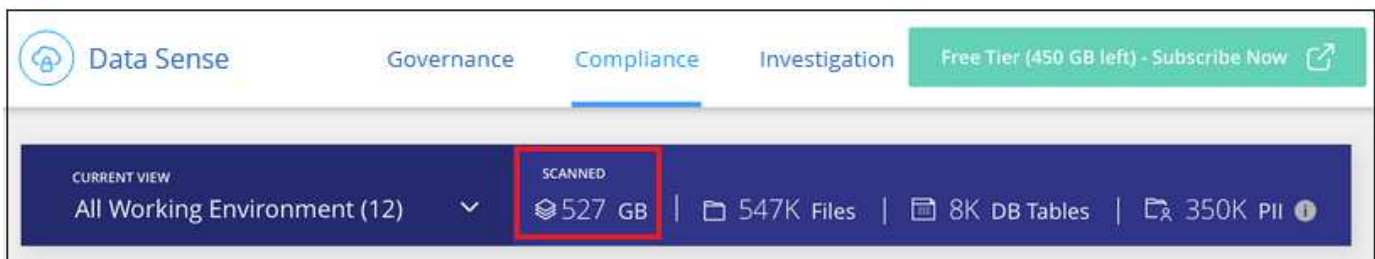 Data Sense Governance Compliance Investigation Free Tier (450 GB left) - Subscribe Now
CURRENT VIEW SCANNED
All Working Environment (12) 527 GB | 547K Files | 8K DB Tables | 350K PII